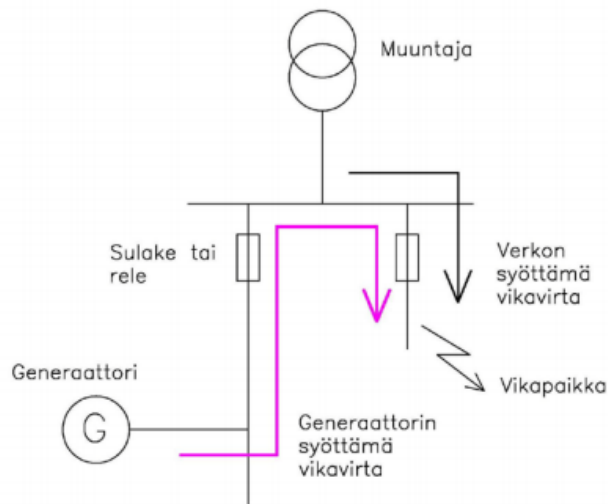 Muuntaja
Sulake tai
rele
Verkon
syöttämä
vikavirta
Generaattori
Vikapaikka
G
Generaattorin
syöttämä
vikavirta